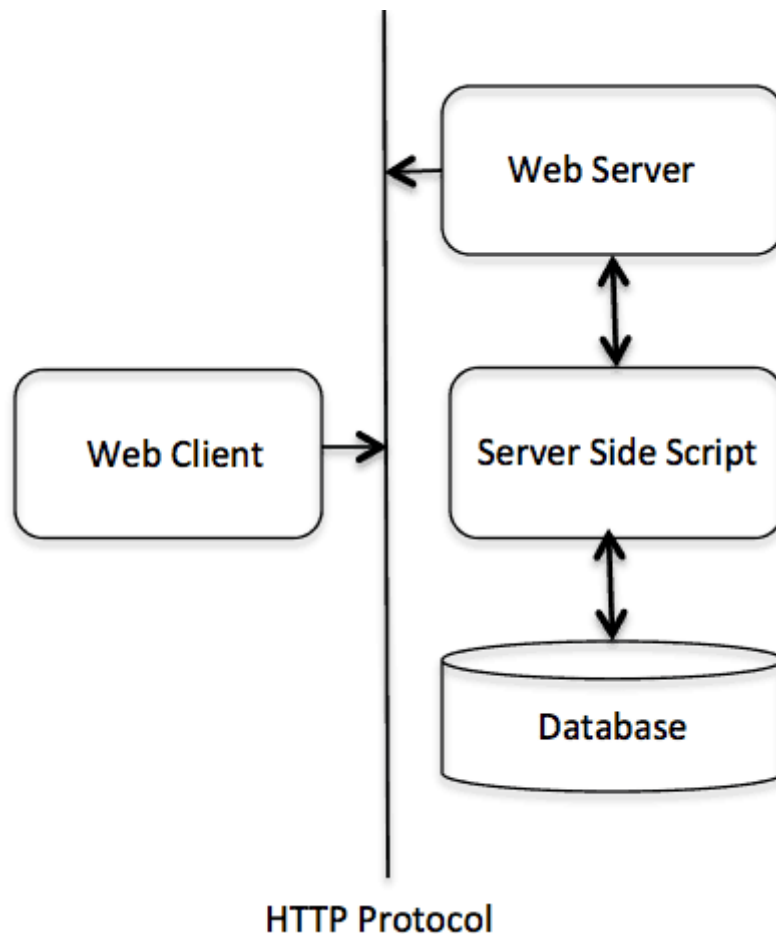 Web Server
Web Client
Server Side Script
Database
HTTP Protocol